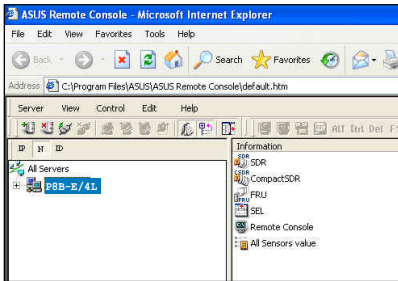 ASUS Remote Console - Microsoft Internet Explorer
File Edit View Favorites Tools Help
Back Search Favorites
Address C:\Program Files\ASUS\ASUS Remote Console\default.htm
Server View Control Edit Help
ALT Ctrl Del F
IP N ID
Information
All Servers
P8B-E/4L
SDR SDR
CSDR CompactSDR
FRU FRU
SEL
Remote Console
All Sensors value